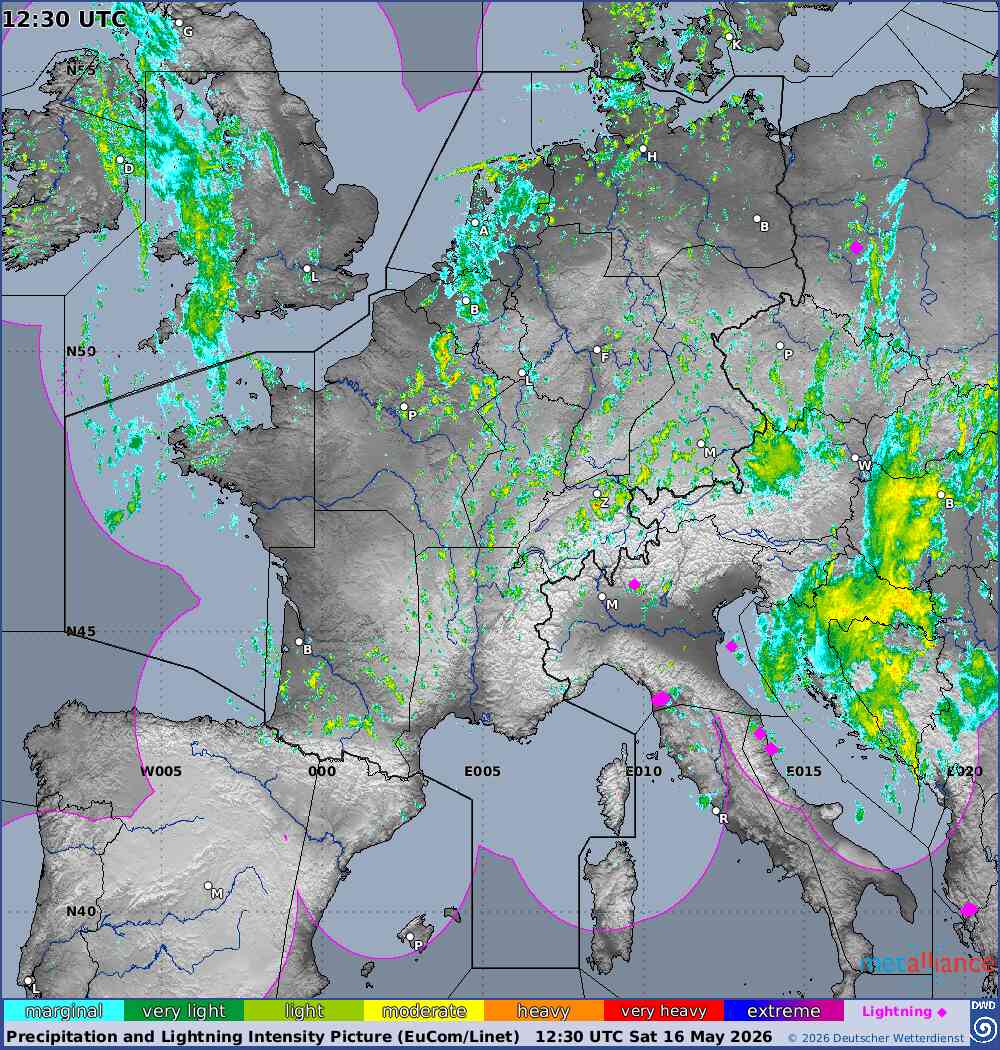 12:30 UTC
G
K
N55
D
H
A
B
L
B
N50
P
F
L
P
M
W
Z
B
M
N45
B
W005
000
E005
E010
E015
E020
R
M
N40
P
L
metalliance
marginal
very light
light
moderate
heavy
very heavy
extreme
Lightning
DWD
Precipitation and Lightning Intensity Picture (EuCom/Linet) 12:30 UTC Sat 16 May 2026 © 2026 Deutscher Wetterdienst